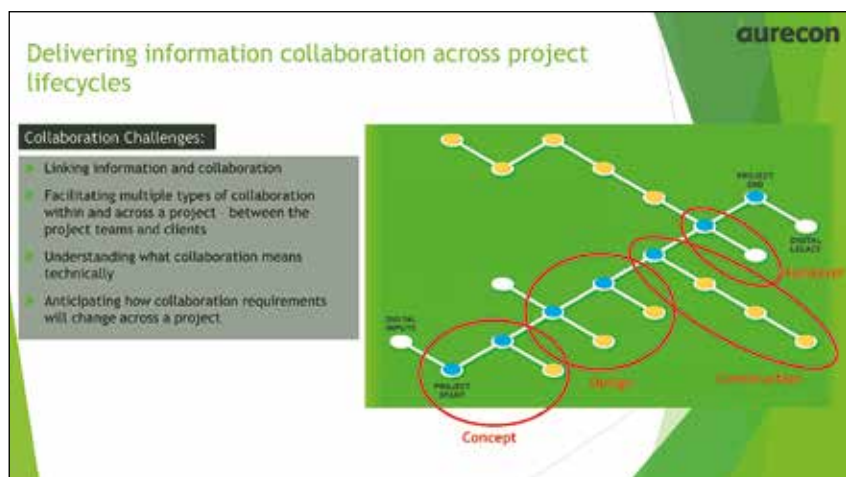 aurecon
Delivering information collaboration across project
lifecycles
Collaboration Challenges:
Linking information and collaboration
Facilitating multiple types of collaboration
within and across a project between the
project teams and clients
Understanding what collaboration means
technically
Anticipating how collaboration requirements
will change across a project
PROJECT
END
DIGITAL
LEGACY
Handover
DIGITAL
INPUTS
PROJECT
START
Design
Construction
Concept